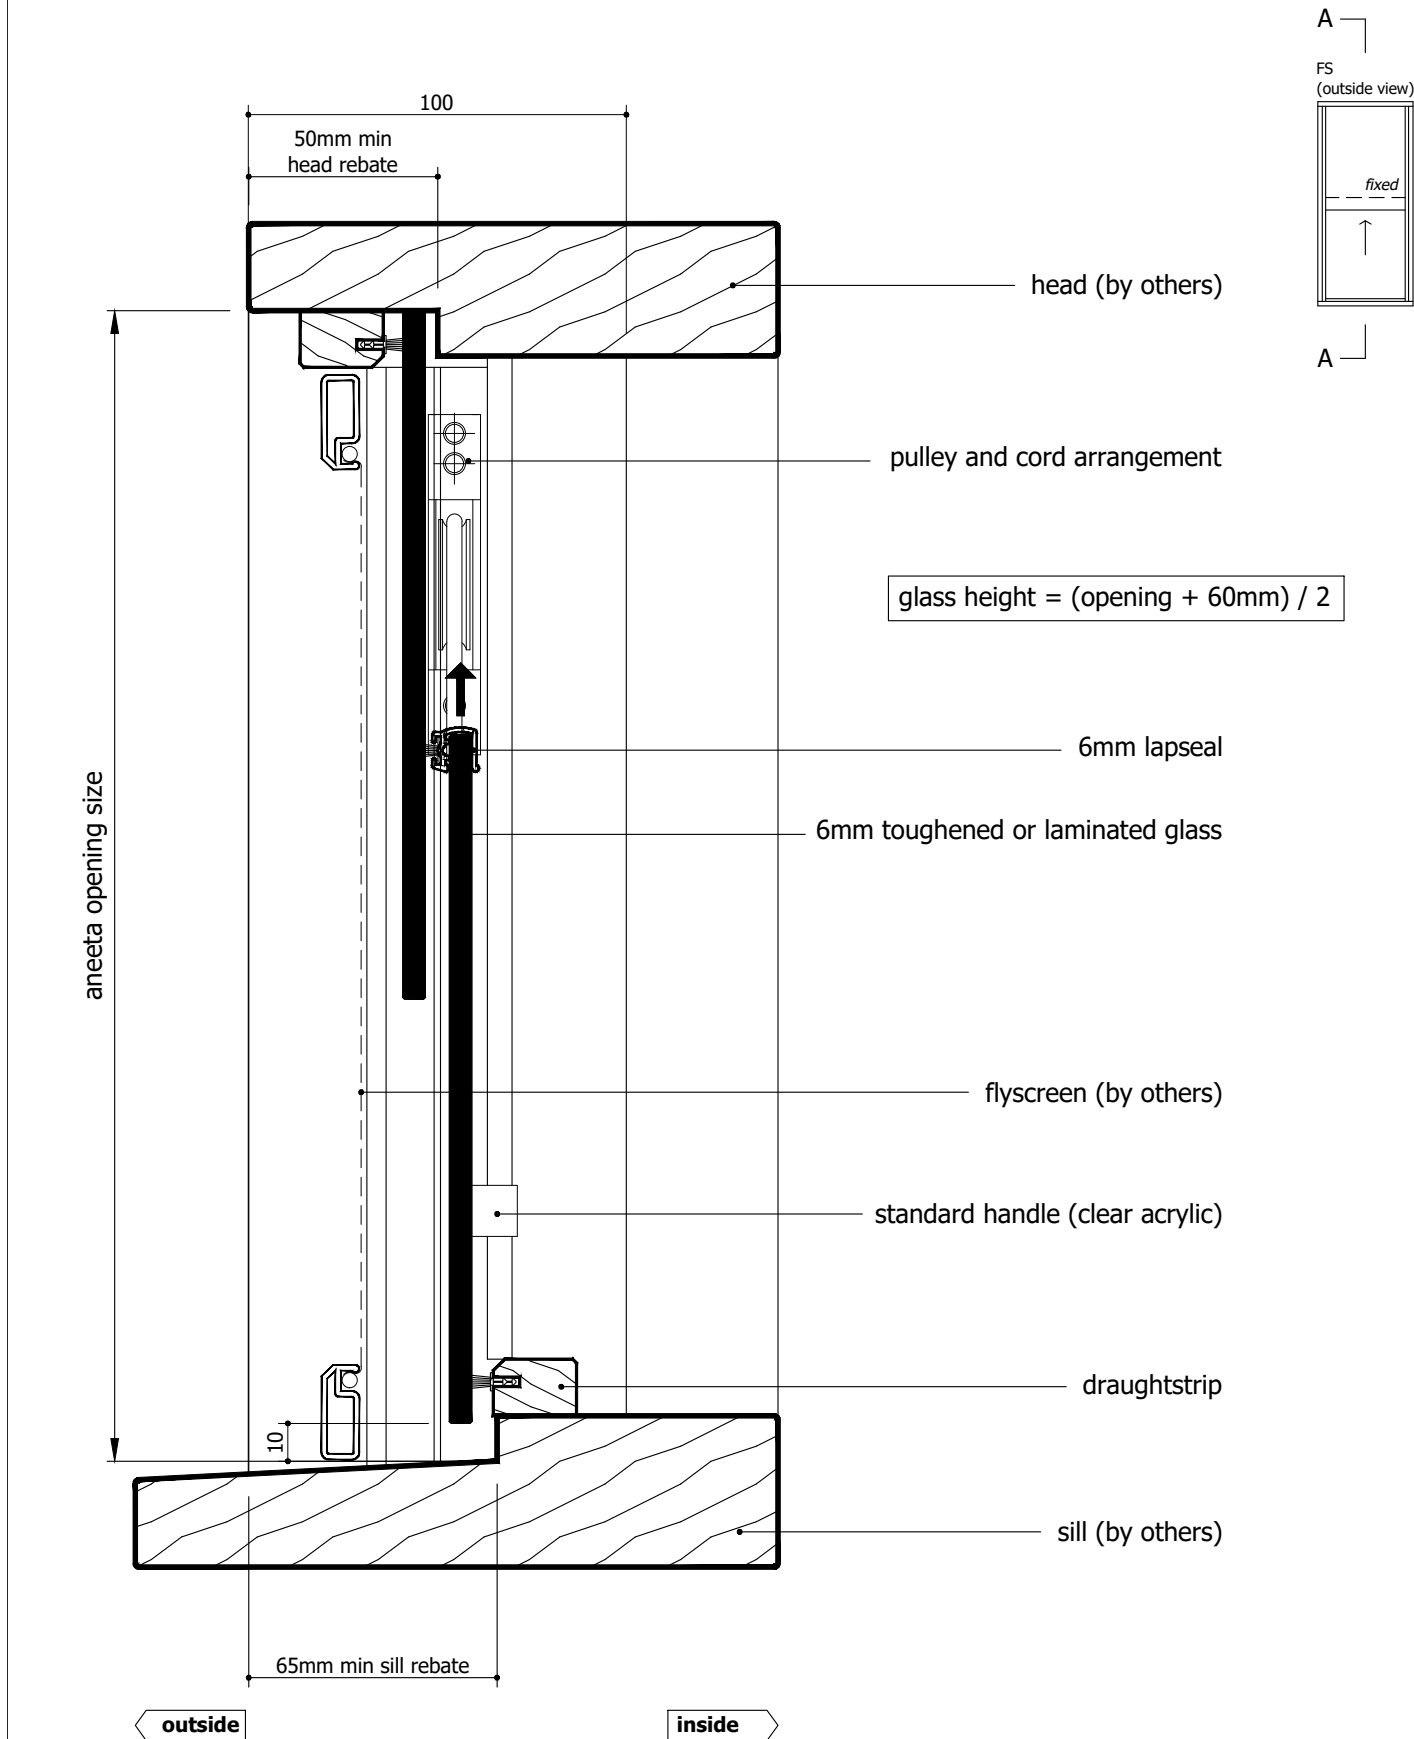 A
FS
(outside view)
fixed
A
100
50mm min
head rebate
head (by others)
pulley and cord arrangement
glass height = (opening + 60mm) / 2
6mm lapseal
6mm toughened or laminated glass
aneeta opening size
flyscreen (by others)
standard handle (clear acrylic)
draughtstrip
10
sill (by others)
65mm min sill rebate
outside
inside